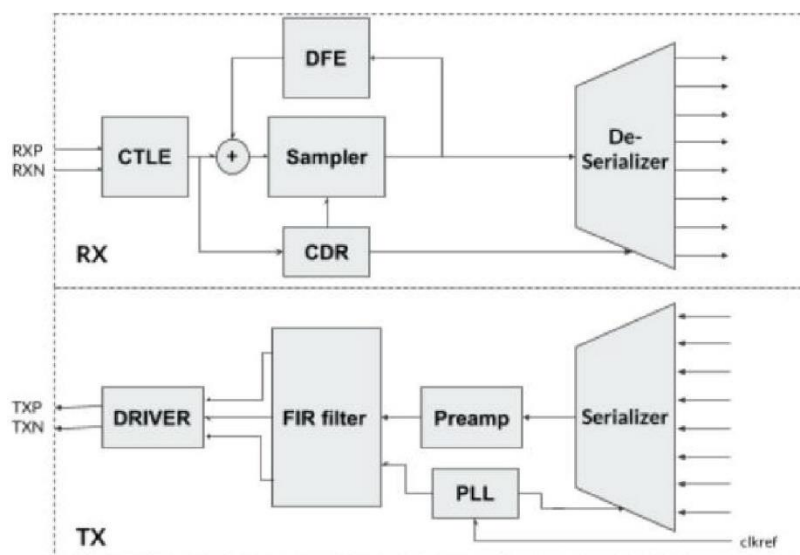 DFE
RXP
RXN
CTLE
+
Sampler
De-
Serializer
CDR
RX
TXP
TXN
DRIVER
FIR filter
Preamp
Serializer
PLL
TX
clkref